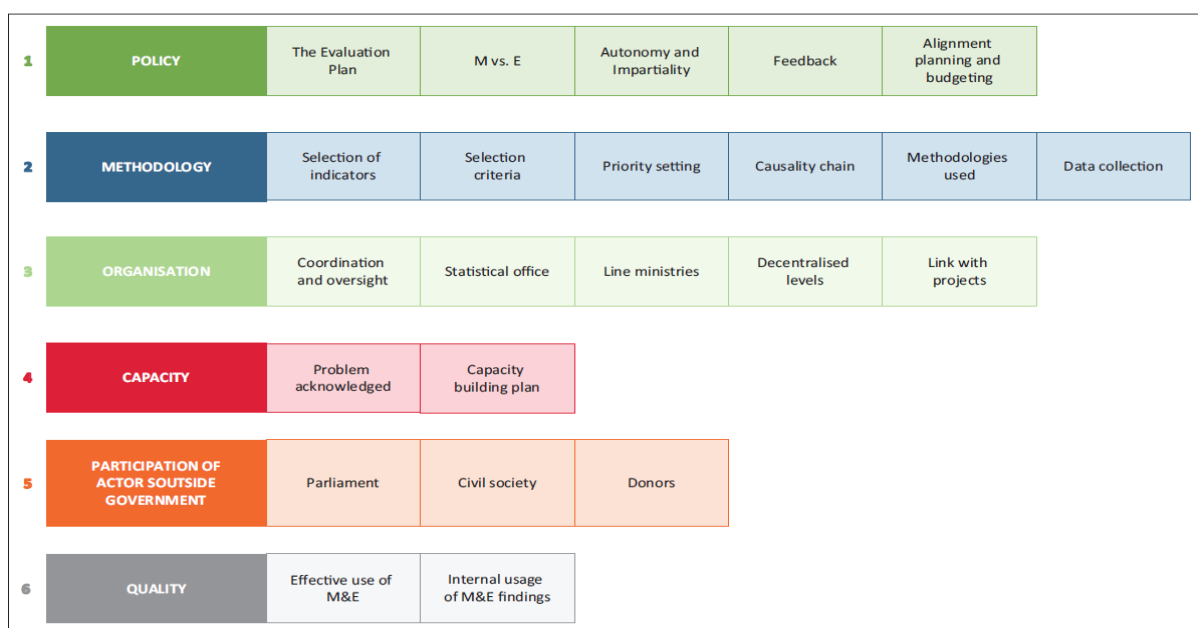 1
POLICY
The Evaluation
Plan
M vs. E
Autonomy and
Impartiality
Feedback
Alignment
planning and
budgeting
2
METHODOLOGY
Selection of
indicators
Selection
criteria
Priority setting
Causality chain
Methodologies
used
Data collection
3
ORGANISATION
Coordination
and oversight
Statistical office
Line ministries
Decentralised
levels
Link with
projects
4
CAPACITY
Problem
acknowledged
Capacity
building plan
5
PARTICIPATION OF
ACTOR SOUTSIDE
GOVERNMENT
Parliament
Civil society
Donors
6
QUALITY
Effective use of
M&E
Internal usage
of M&E findings